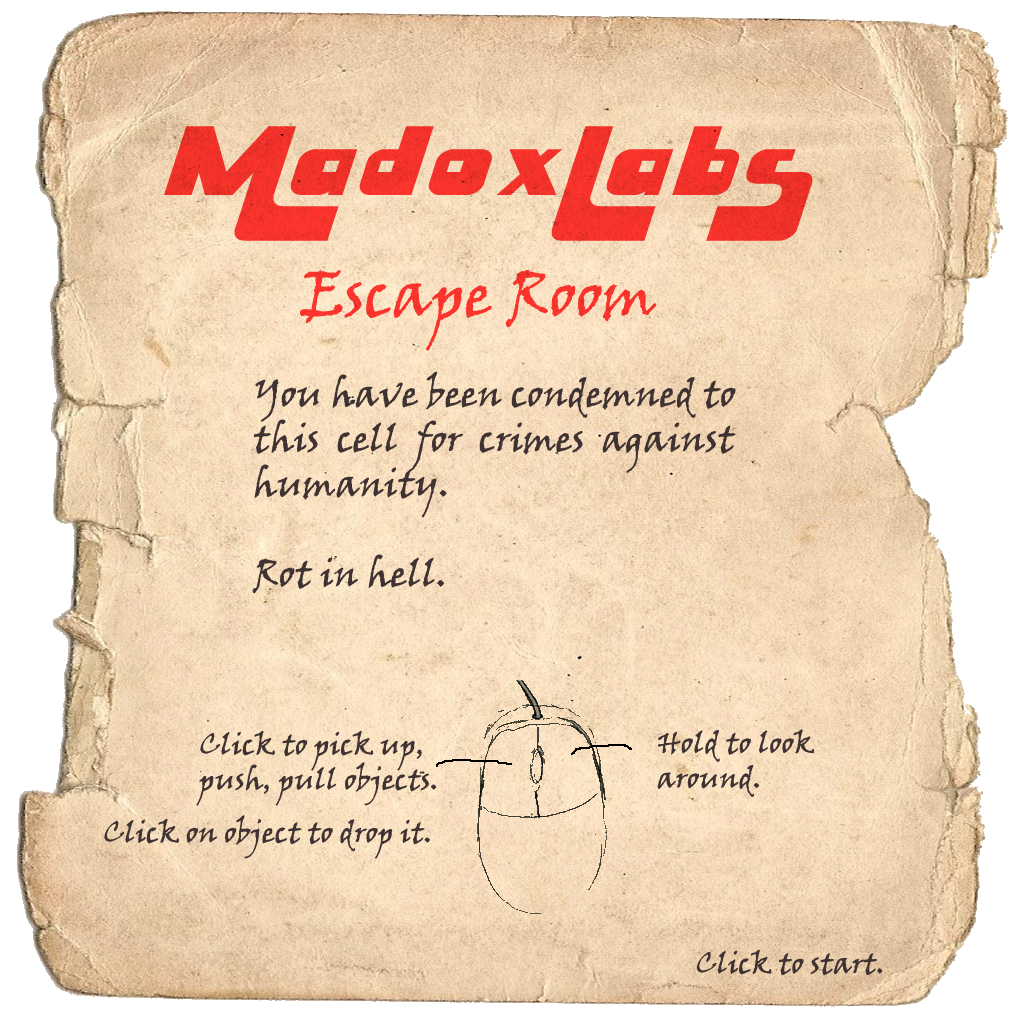 MadoxLabs
Escape Room
You have been condemned to
this cell for crimes against
humanity.
Rot in hell.
Click to pick up,
push, pull objects.
Click on object to drop it.
Hold to look
around.
Click to start.